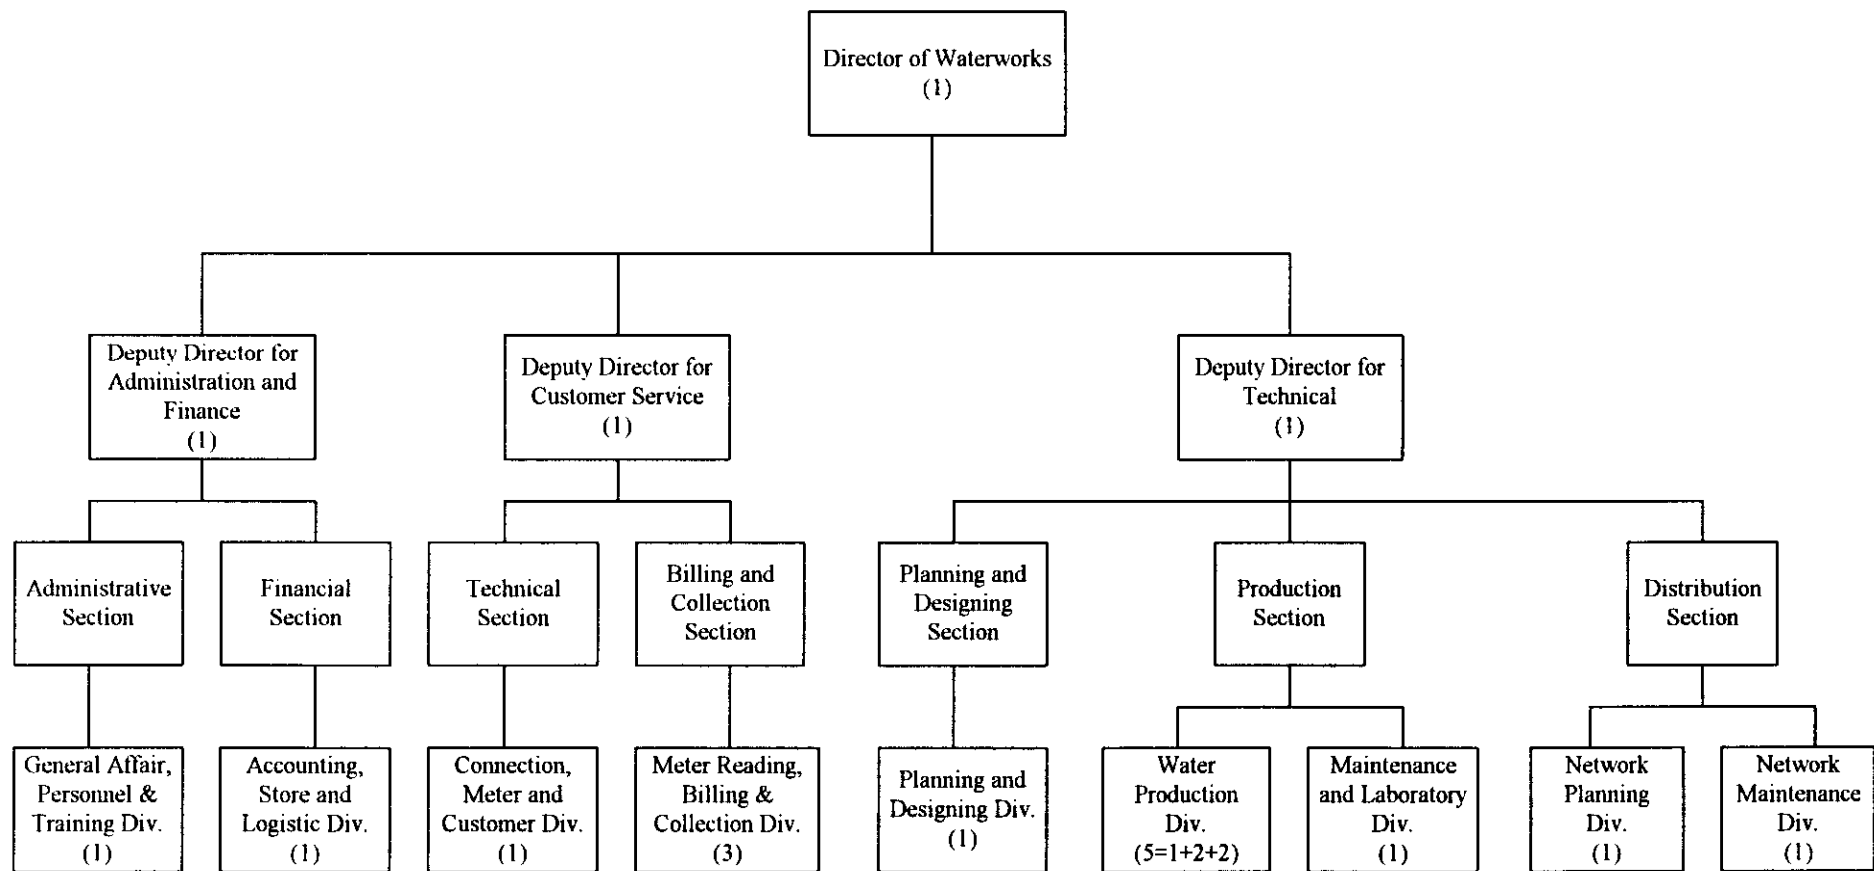 Director of Waterworks
(1)
Deputy Director for
Administration and
Finance
(1)
Deputy Director for
Customer Service
(1)
Deputy Director for
Technical
(1)
Administrative
Section
Financial
Section
Technical
Section
Billing and
Collection
Section
Planning and
Designing
Section
Production
Section
Distribution
Section
General Affair,
Personnel &
Training Div.
(1)
Accounting,
Store and
Logistic Div.
(1)
Connection,
Meter and
Customer Div.
(1)
Meter Reading,
Billing &
Collection Div.
(3)
Planning and
Designing Div.
(1)
Water
Production
Div.
(5=1+2+2)
Maintenance
and Laboratory
Div.
(1)
Network
Planning
Div.
(1)
Network
Maintenance
Div.
(1)